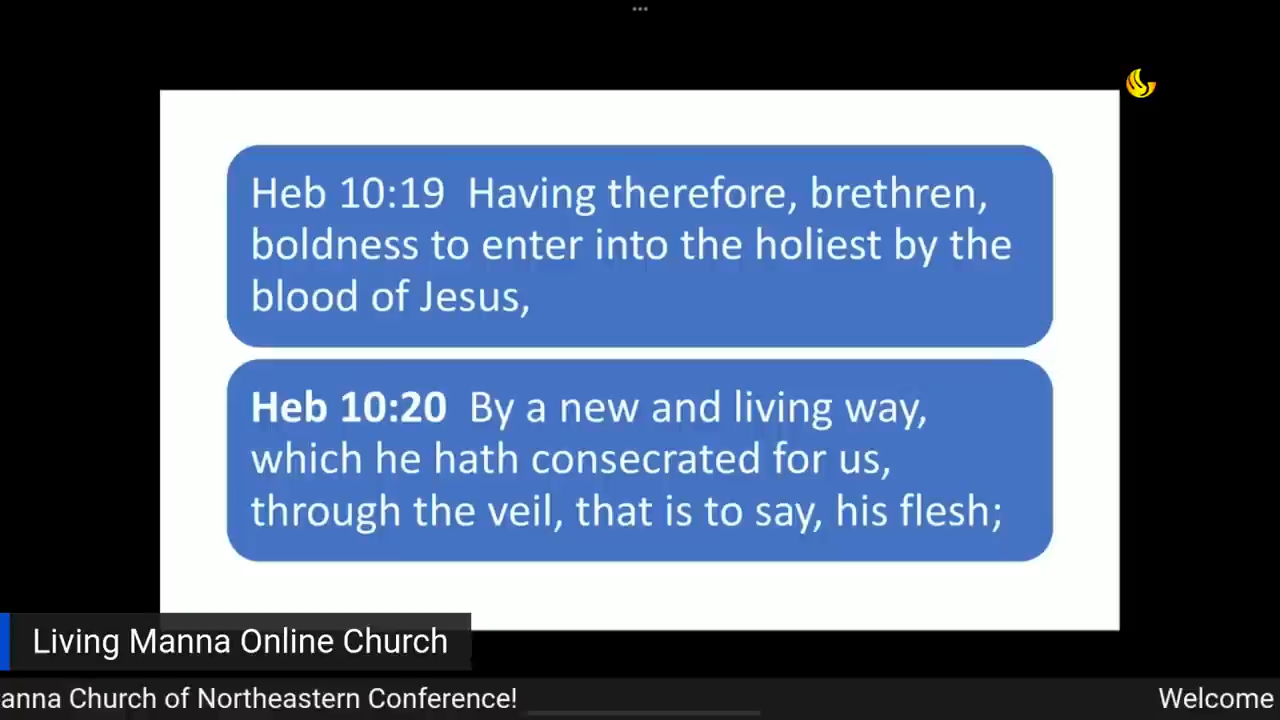 Heb 10:19  Having therefore, brethren,
boldness to enter into the holiest by the
blood of Jesus,
Heb 10:20  By a new and living way,
which he hath consecrated for us,
through the veil, that is to say, his flesh;
Living Manna Online Church
anna Church of Northeastern Conference!
Welcome